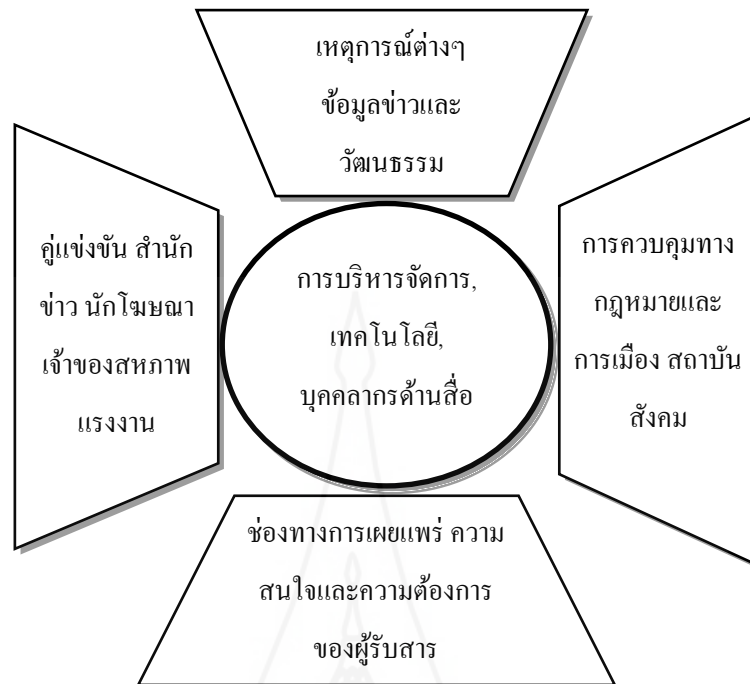 เหตุการณ์ต่างๆ
ข้อมูลข่าวและ
วัฒนธรรม
คู่แข่งขัน สำนัก
ข่าว นักโฆษณา
เจ้าของสหภาพ
แรงงาน
การบริหารจัดการ,
เทคโนโลยี,
บุคคลากรด้านสื่อ
การควบคุมทาง
กฎหมายและ
การเมือง สถาบัน
สังคม
ช่องทางการเผยแพร่ ความ
สนใจและความต้องการ
ของผู้รับสาร